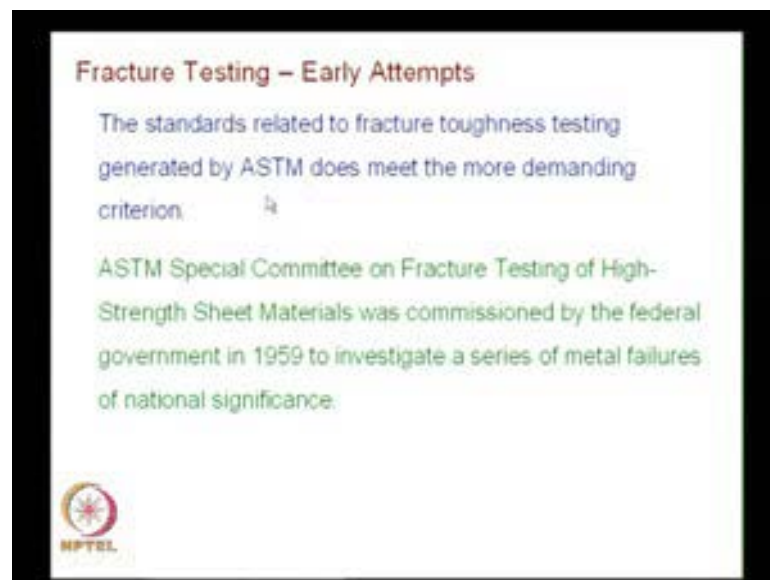 Fracture Testing – Early Attempts
The standards related to fracture toughness testing
generated by ASTM does meet the more demanding
criterion.
ASTM Special Committee on Fracture Testing of High-
Strength Sheet Materials was commissioned by the federal
government in 1959 to investigate a series of metal failures
of national significance.
NPTEL